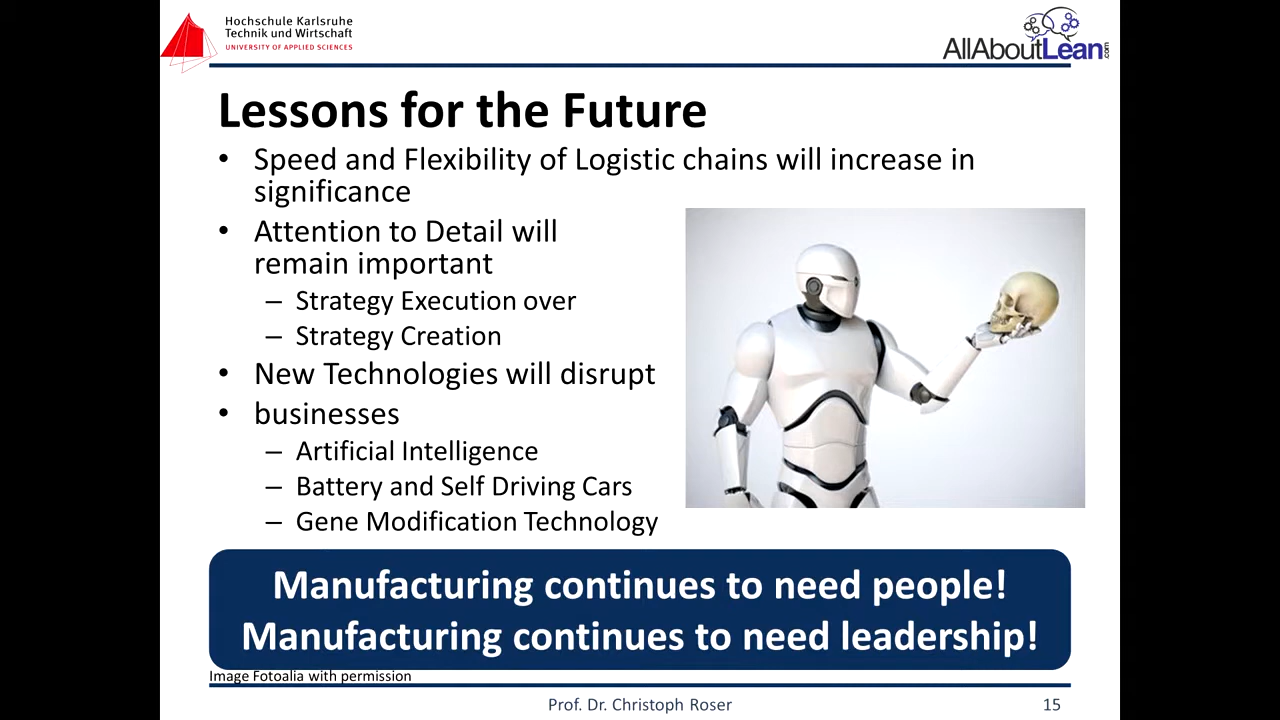 Hochschule Karlsruhe
Technik und Wirtschaft
UNIVERSITY OF APPLIED SCIENCES
AllAboutLean.com
Lessons for the Future
• Speed and Flexibility of Logistic chains will increase in
significance
• Attention to Detail will
remain important
– Strategy Execution over
– Strategy Creation
• New Technologies will disrupt
• businesses
– Artificial Intelligence
– Battery and Self Driving Cars
– Gene Modification Technology
Manufacturing continues to need people!
Manufacturing continues to need leadership!
Image Fotoalia with permission
Prof. Dr. Christoph Roser
15